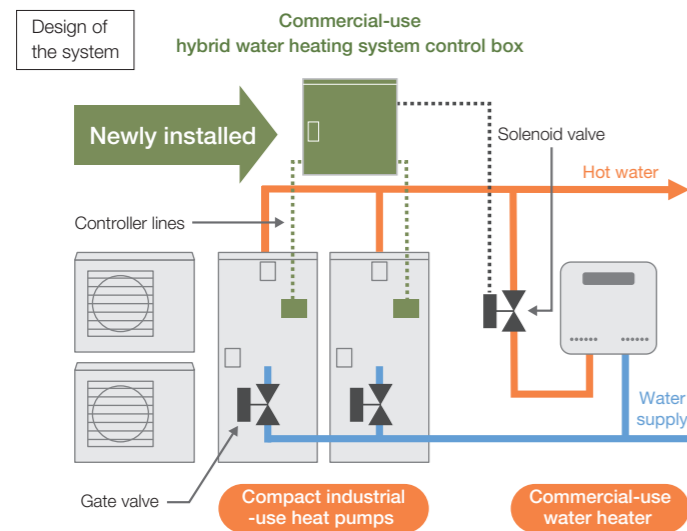 Design of
the system
Commercial-use
hybrid water heating system control box
Newly installed
Solenoid valve
Hot water
Controller lines
Water
supply
Gate valve
Compact industrial
-use heat pumps
Commercial-use
water heater